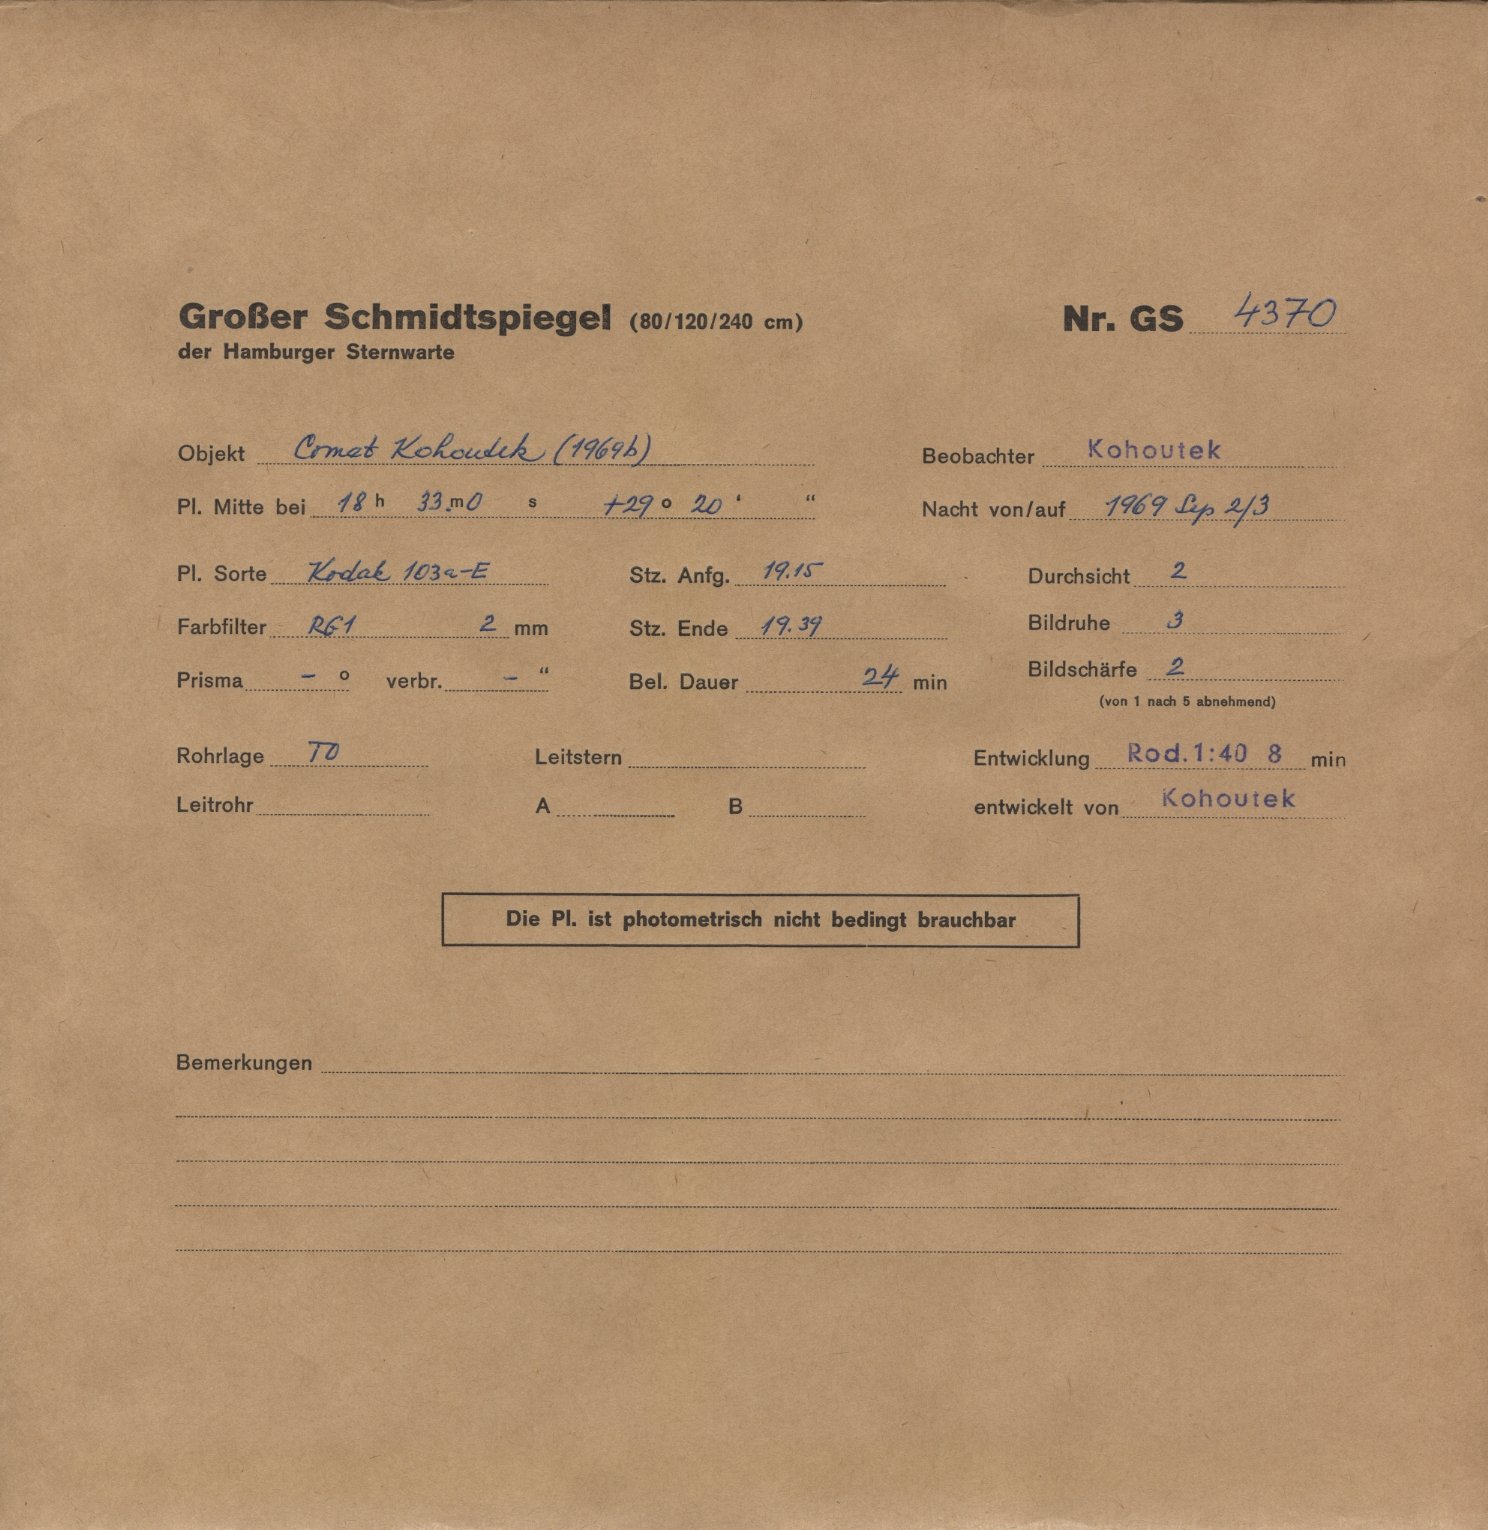 Großer Schmidtspiegel (80/120/240 cm) Nr. GS 4370
der Hamburger Sternwarte
Objekt Comet Kohoutek (1969b) Beobachter Kohoutek
Pl. Mitte bei 18 h 33.m0 s +29 o 20 ‘ “ Nacht von/auf 1969 Sep 2/3
Pl. Sorte Kodak 103a-E Stz. Anfg. 19.15 Durchsicht 2
Farbfilter RG1 2 mm Stz. Ende 19.39 Bildruhe 3
Prisma – o verbr. – “ Bel. Dauer 24 min Bildschärfe 2
(von 1 nach 5 abnehmend)
Rohrlage TO Leitstern Entwicklung Rod.1:40 8 min
Leitrohr A B entwickelt von Kohoutek
Die Pl. ist photometrisch nicht bedingt brauchbar
Bemerkungen